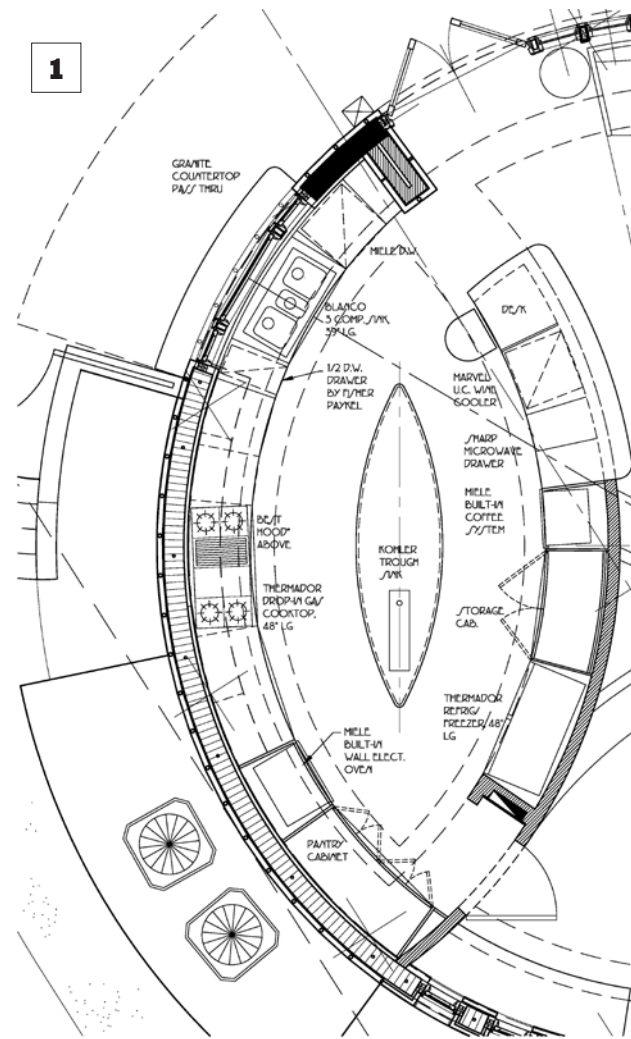 1
GRANITE
COUNTERTOP
PASS THRU
MIELE D.W.
BLANCO
3 COMP. SINK,
39" LG.
DESK
1/2 D.W.
DRAWER
BY FISHER
PAYKEL
MARVEL
U.C. WINE
COOLER
SHARP
MICROWAVE
DRAWER
MIELE
BUILT-IN
COFFEE
SYSTEM
BEST
HOOD
ABOVE
KOHLER
TROUGH
SINK
THERMADOR
DROP-IN GAS
COOKTOP,
48" LG
STORAGE
CAB.
THERMADOR
REFRIG/
FREEZER, 48"
LG
MIELE
BUILT-IN
WALL ELECT.
OVEN
PANTRY
CABINET